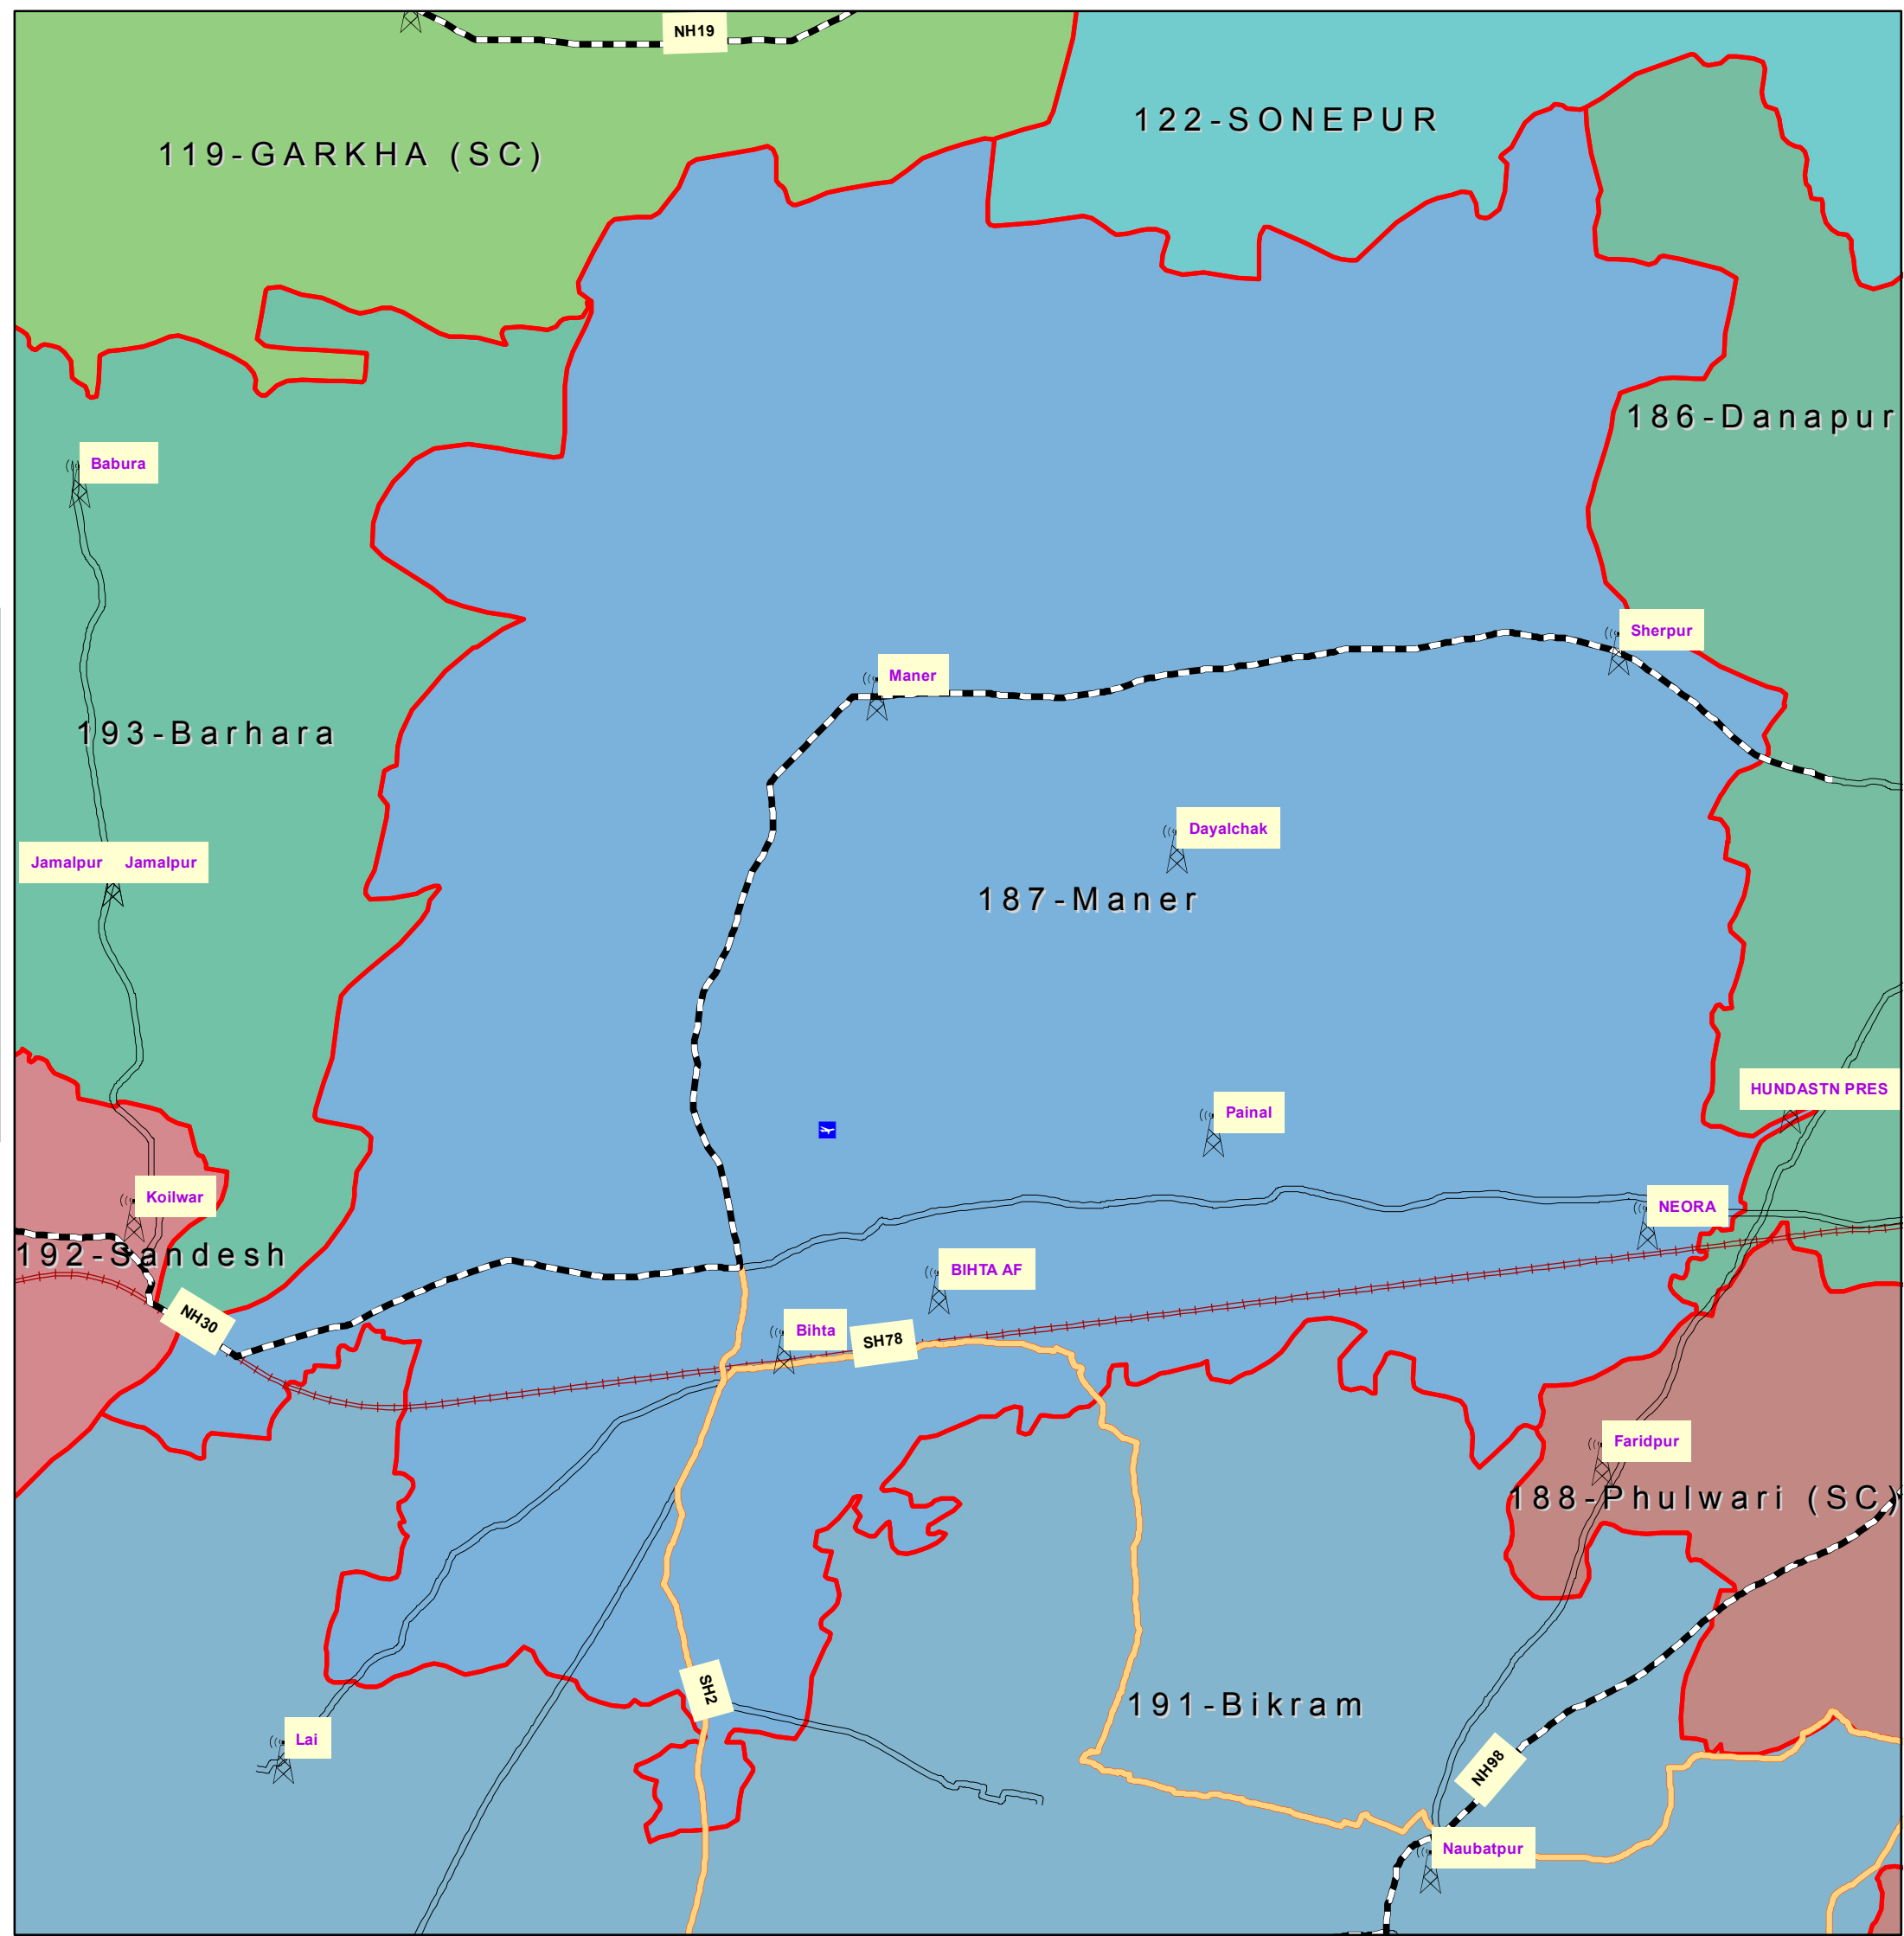 NH19
122-SONEPUR
119-GARKHA (SC)
186-Danapur
Babura
Sherpur
Maner
193-Barhara
Dayalchak
Jamalpur Jamalpur
187-Maner
HUNDASTN PRES
Painal
Koilwar
NEORA
192-Sandesh
BIHTA AF
NH30
Bihta
SH78
Faridpur
188-Phulwari (SC)
SH2
191-Bikram
Lai
NH98
Naubatpur